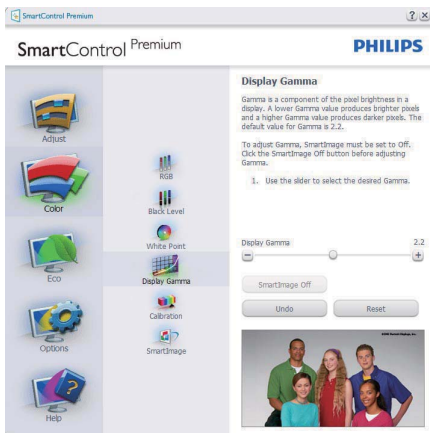 SmartControl Premium
SmartControl Premium
PHILIPS
Adjust
Color
Eco
Options
Help
RGB
Black Level
White Point
Display Gamma
Calibration
SmartImage
Display Gamma
Gamma is a component of the pixel brightness in a
display. A lower Gamma value produces brighter pixels
and a higher Gamma value produces darker pixels. The
default value for Gamma is 2.2.
To adjust Gamma, SmartImage must be set to Off.
Click the SmartImage Off button before adjusting
Gamma.
1. Use the slider to select the desired Gamma.
Display Gamma 2.2
SmartImage Off
Undo Reset